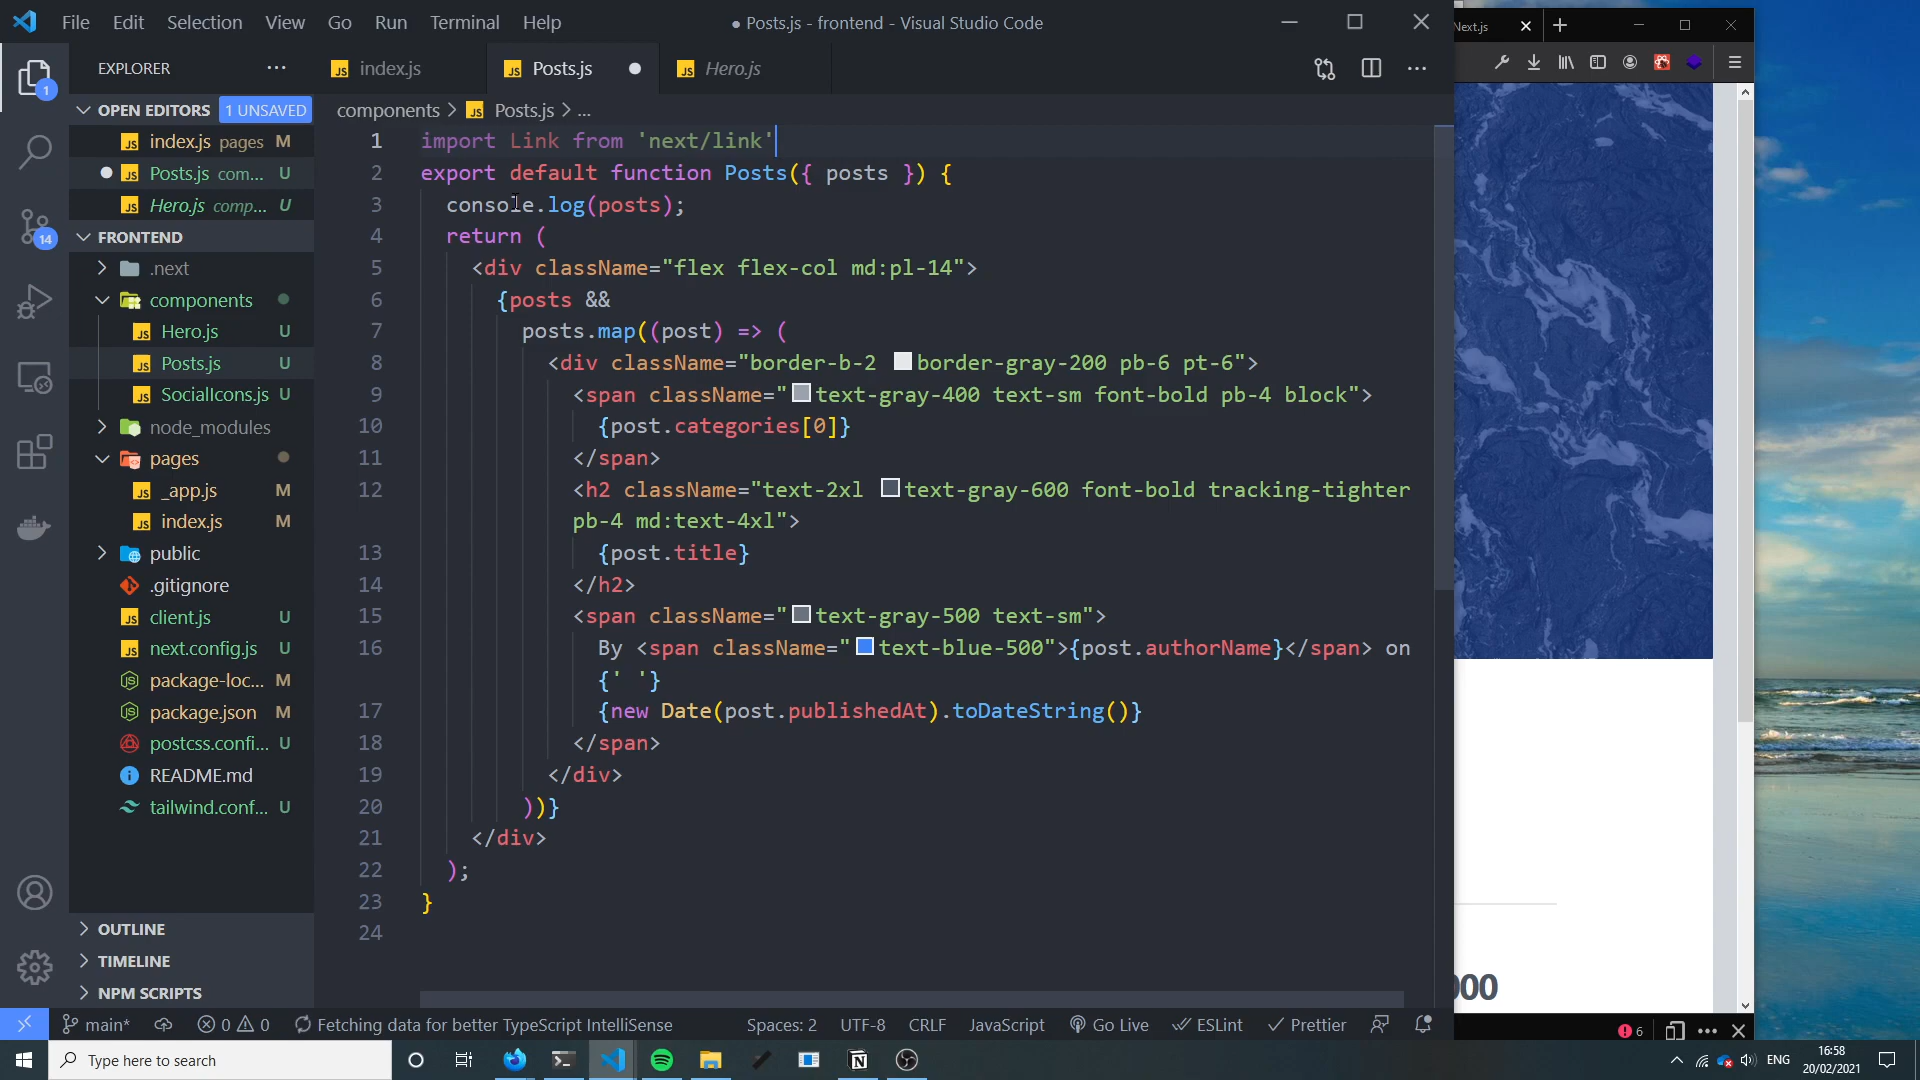 File Edit Selection View Go Run Terminal Help
● Posts.js - frontend - Visual Studio Code
Next.js
EXPLORER
index.js
Posts.js
Hero.js
OPEN EDITORS 1 UNSAVED
index.js pages M
Posts.js com... U
Hero.js comp... U
FRONTEND
.next
components
Hero.js U
Posts.js U
SocialIcons.js U
node_modules
pages
_app.js M
index.js M
public
.gitignore
client.js U
next.config.js U
package-loc... M
package.json M
postcss.confi... U
README.md
tailwind.conf... U
OUTLINE
TIMELINE
NPM SCRIPTS
1
14
components > Posts.js > ...
1 import Link from 'next/link'
2 export default function Posts({ posts }) {
3 console.log(posts);
4 return (
5 <div className="flex flex-col md:pl-14">
6 {posts &&
7 posts.map((post) => (
8 <div className="border-b-2 border-gray-200 pb-6 pt-6">
9 <span className="text-gray-400 text-sm font-bold pb-4 block">
10 {post.categories[0]}
11 </span>
12 <h2 className="text-2xl text-gray-600 font-bold tracking-tighter
pb-4 md:text-4xl">
13 {post.title}
14 </h2>
15 <span className="text-gray-500 text-sm">
16 By <span className="text-blue-500">{post.authorName}</span> on
{' '}
17 {new Date(post.publishedAt).toDateString()}
18 </span>
19 </div>
20 ))}
21 </div>
22 );
23 }
24
000
6
main* 0 0 Fetching data for better TypeScript IntelliSense Spaces: 2 UTF-8 CRLF JavaScript Go Live ESLint Prettier
Type here to search
ENG
16:58
20/02/2021